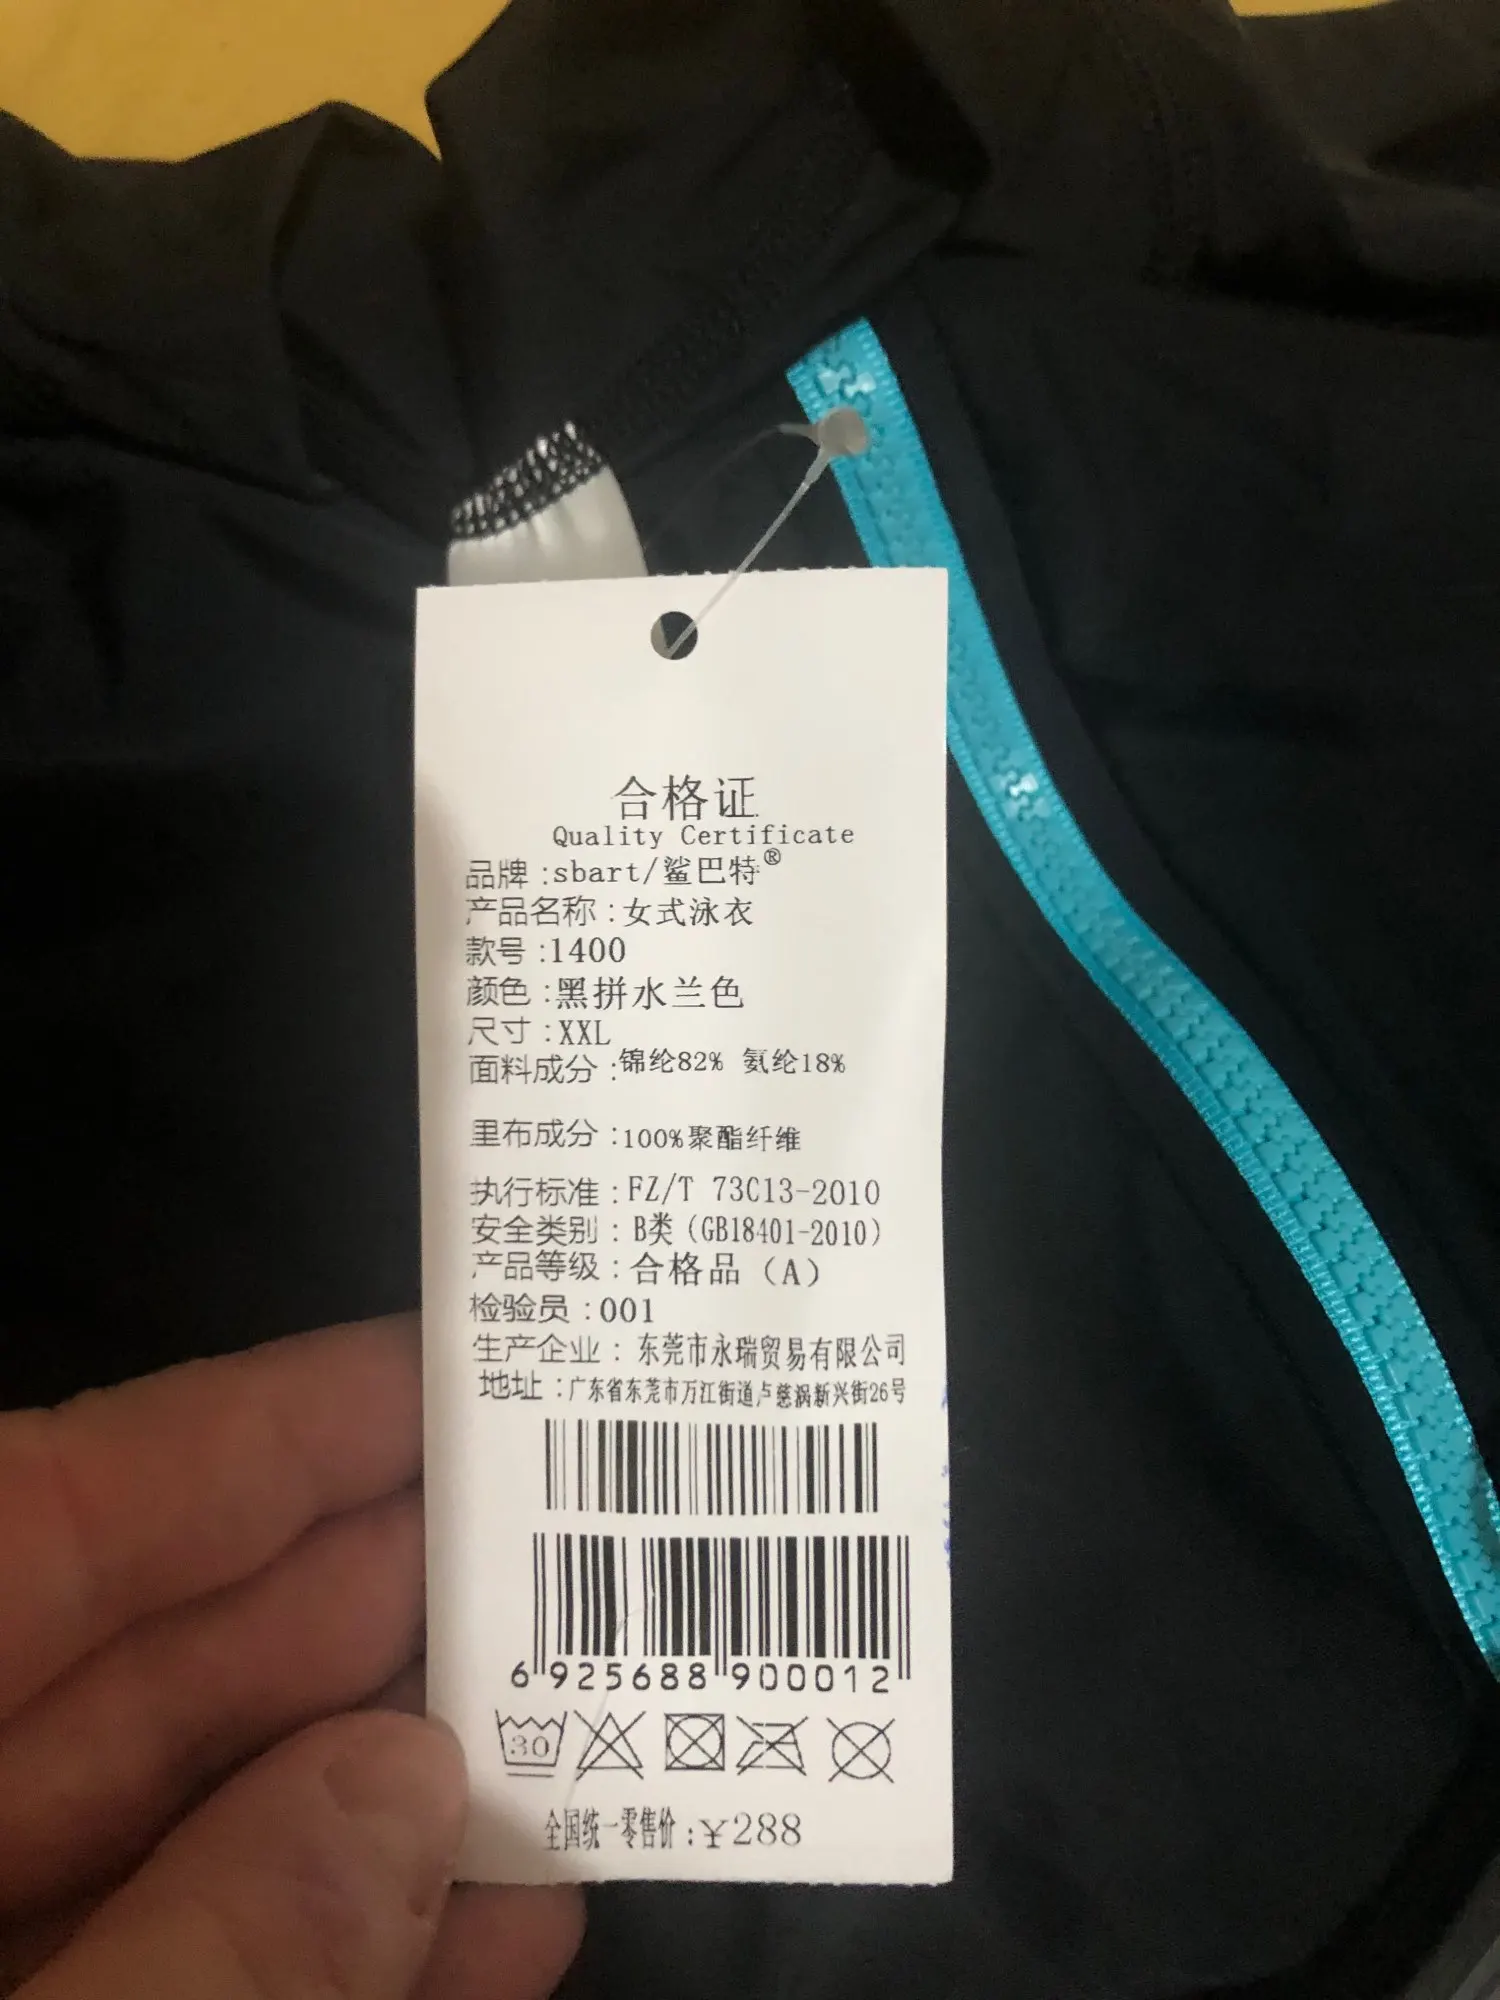 合格证
Quality Certificate
品牌:sbart/鲨巴特®
产品名称:女式泳衣
款号:1400
颜色:黑拼水兰色
尺寸:XXL
面料成分:锦纶82% 氨纶18%
里布成分:100%聚酯纤维
执行标准:FZ/T 73C13-2010
安全类别:B类(GB18401-2010)
产品等级:合格品(A)
检验员:001
生产企业:东莞市永瑞贸易有限公司
地址:广东省东莞市万江街道卢慈涡新兴街26号
6 925688 900012
30
全国统一零售价:¥288